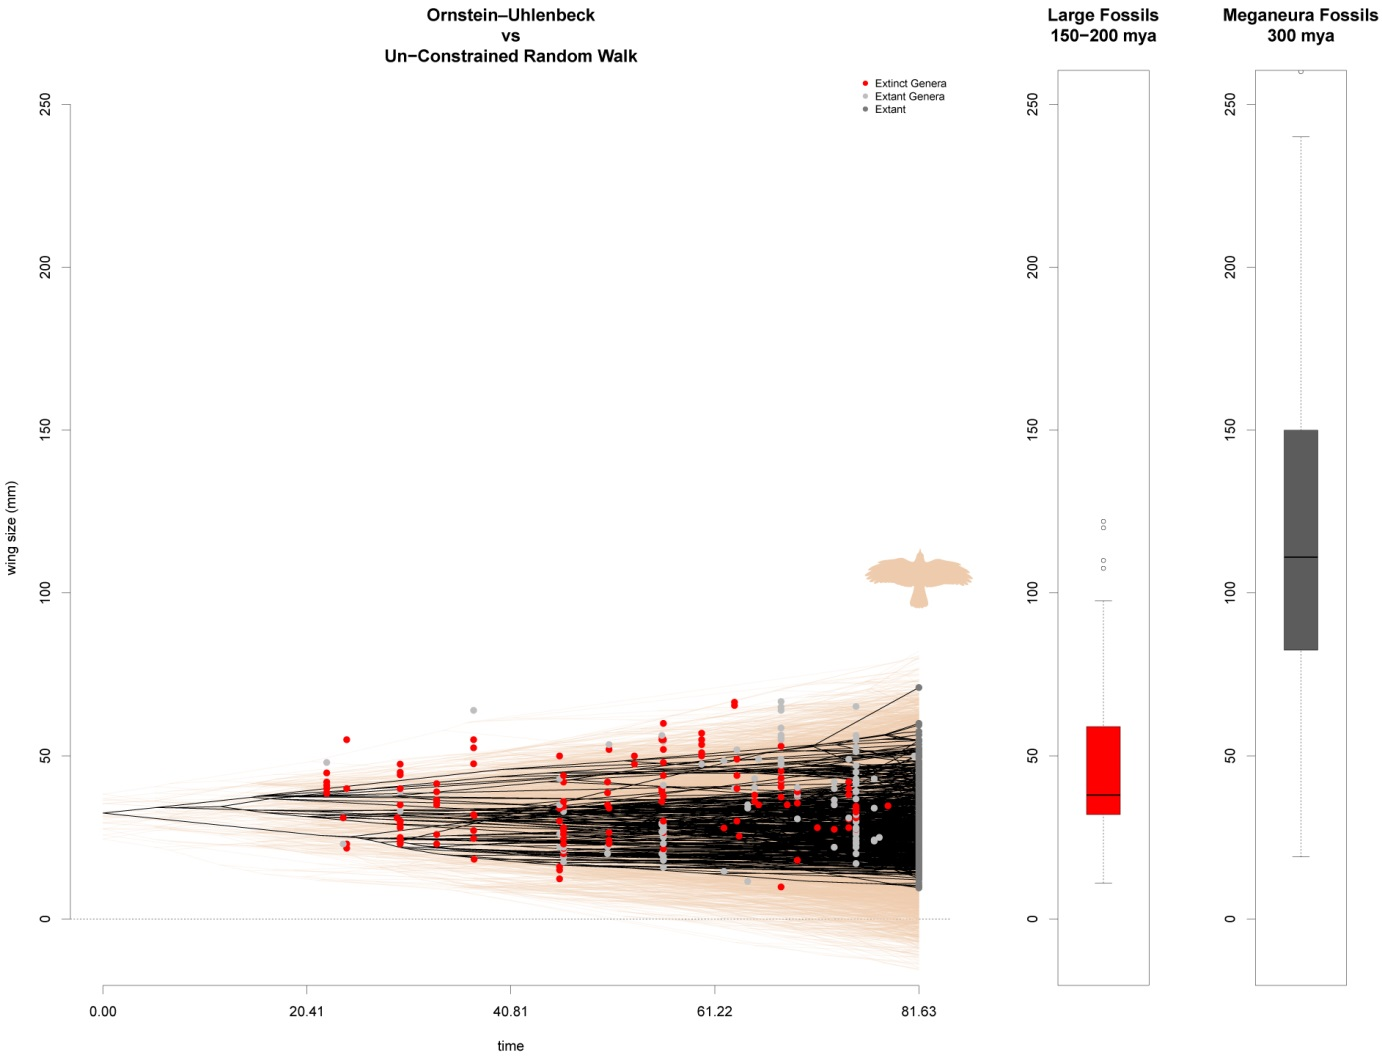 Ornstein–Uhlenbeck
vs
Un−Constrained Random Walk
Large Fossils
150−200 mya
Meganeura Fossils
300 mya
Extinct Genera
Extant Genera
Extant
wing size (mm)
250
200
150
100
50
0
0.00
20.41
40.81
61.22
81.63
time
250
200
150
100
50
0
250
200
150
100
50
0